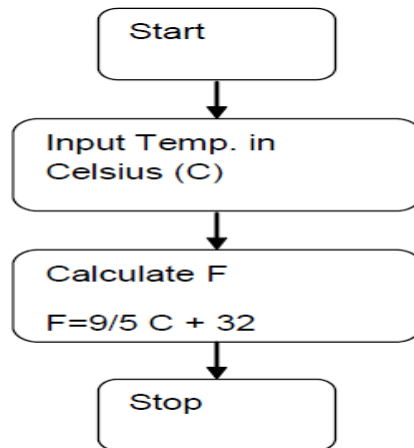 Start
Input Temp. in
Celsius (C)
Calculate F
F=9/5 C + 32
Stop